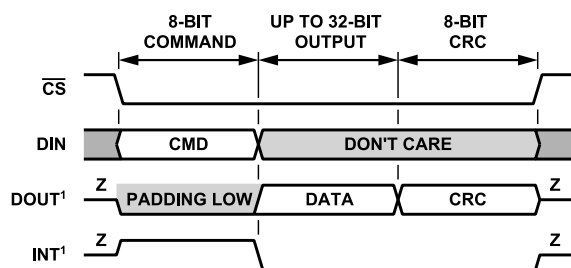 8-BIT COMMAND
UP TO 32-BIT OUTPUT
8-BIT CRC
CS
DIN
CMD
DON'T CARE
DOUT¹
Z
PADDING LOW
DATA
CRC
Z
INT¹
Z
Z